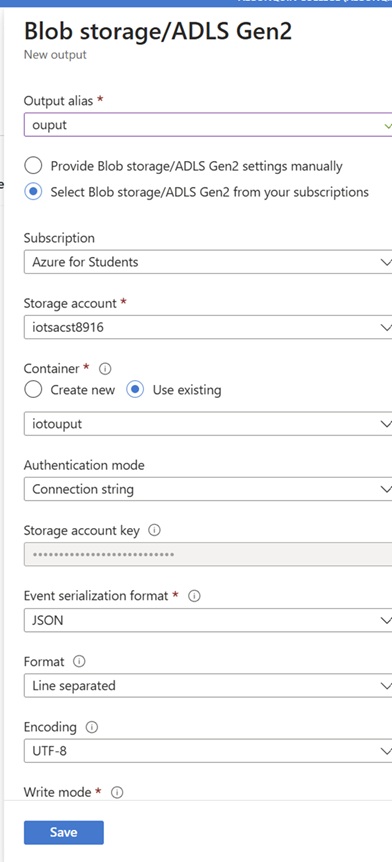 Blob storage/ADLS Gen2
New output
Output alias *
ouput
Provide Blob storage/ADLS Gen2 settings manually
Select Blob storage/ADLS Gen2 from your subscriptions
Subscription
Azure for Students
Storage account *
iotsacst8916
Container *
Create new Use existing
iotouput
Authentication mode
Connection string
Storage account key
••••••••••••••••••••••••••••
Event serialization format *
JSON
Format
Line separated
Encoding
UTF-8
Write mode *
Save